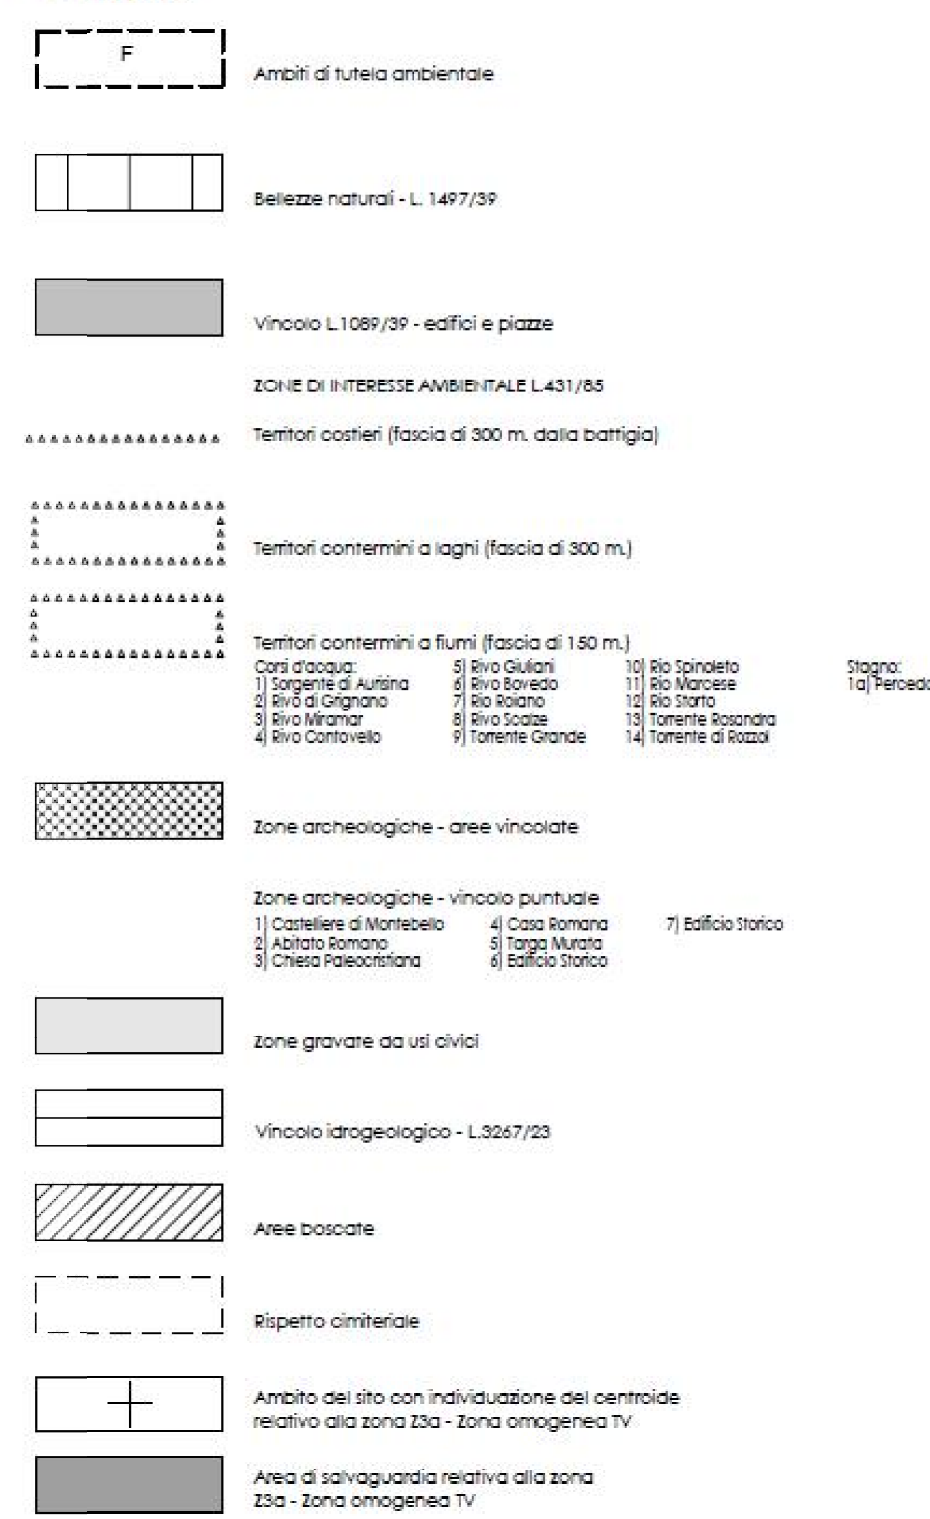 F
Ambiti di tutela ambientale
Bellezze naturali - L. 1497/39
Vincolo L.1089/39 - edifici e piazze
ZONE DI INTERESSE AMBIENTALE L.431/85
Territori costieri (fascia di 300 m. dalla battigia)
Territori contermini a laghi (fascia di 300 m.)
Territori contermini a fiumi (fascia di 150 m.)
Corsi d'acqua:
1) Sorgente di Aurisina
2) Rivo di Grignano
3) Rivo Miramar
4) Rivo Contovello
5) Rivo Giuliani
6) Rivo Bovedo
7) Rio Roiano
8) Rivo Scalze
9) Torrente Grande
10) Rio Spinoleto
11) Rio Marcese
12) Rio Storto
13) Torrente Rosandra
14) Torrente di Rozzol
Stagno:
1a) Percedo
Zone archeologiche - aree vincolate
Zone archeologiche - vincolo puntuale
1) Castelliere di Montebello
2) Abitato Romano
3) Chiesa Paleocristiana
4) Casa Romana
5) Targa Murata
6) Edificio Storico
7) Edificio Storico
Zone gravate da usi civici
Vincolo idrogeologico - L.3267/23
Aree boscate
Rispetto cimiteriale
Ambito del sito con individuazione del centroide
relativo alla zona Z3a - Zona omogenea TV
Area di salvaguardia relativa alla zona
Z3a - Zona omogenea TV